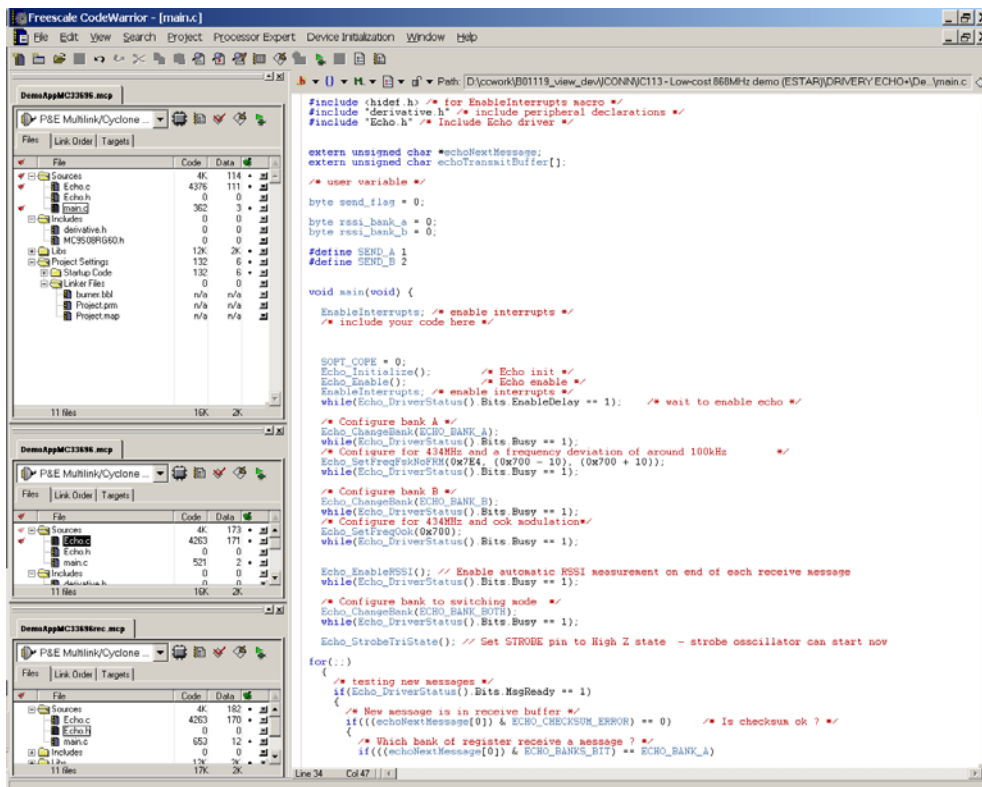 Freescale CodeWarrior - [main.c]
File Edit View Search Project Processor Expert Device Initialization Window Help
DemoAppMC33696.mcp
P&E Multilink/Cyclone ...
Files Link Order Targets
File Code Data
Sources 4K 114
Echo.c 4376 111
Echo.h 0 0
main.c 362 3
Includes 0 0
derivative.h 0 0
MC9S08RG60.h 0 0
Libs 12K 2K
Project Settings 132 6
Startup Code 132 6
Linker Files 0 0
burner.bbl n/a n/a
Project.prm n/a n/a
Project.map n/a n/a
11 files 16K 2K
DemoAppMC33696.mcp
P&E Multilink/Cyclone ...
Files Link Order Targets
File Code Data
Sources 4K 173
Echo.c 4263 171
Echo.h 0 0
main.c 521 2
Includes 0 0
derivative.h 0 0
11 files 16K 2K
DemoAppMC33696rec.mcp
P&E Multilink/Cyclone ...
Files Link Order Targets
File Code Data
Sources 4K 182
Echo.c 4263 170
Echo.h 0 0
main.c 653 12
Includes 0 0
Libs 12K 2K
11 files 17K 2K
Path: D:\ccwork\B01119_view_dev\ICONN\IC113 - Low-cost 868MHz demo (ESTAR)\DRIVERY ECHO+\De...\main.c
#include <hidef.h> /* for EnableInterrupts macro */
#include "derivative.h" /* include peripheral declarations */
#include "Echo.h" /* Include Echo driver */
extern unsigned char *echoNextMessage;
extern unsigned char echoTransmitBuffer[];
/* user variable */
byte send_flag = 0;
byte rssi_bank_a = 0;
byte rssi_bank_b = 0;
#define SEND_A 1
#define SEND_B 2
void main(void) {
EnableInterrupts; /* enable interrupts */
/* include your code here */
SOPT_COPE = 0;
Echo_Initialize(); /* Echo init */
Echo_Enable(); /* Echo enable */
EnableInterrupts; /* enable interrupts */
while(Echo_DriverStatus().Bits.EnableDelay == 1); /* wait to enable echo */
/* Configure bank A */
Echo_ChangeBank(ECHO_BANK_A);
while(Echo_DriverStatus().Bits.Busy == 1);
/* Configure for 434MHz and a frequency deviation of around 100kHz */
Echo_SetFreqFskNoFRM(0x7E4, (0x700 - 10), (0x700 + 10));
while(Echo_DriverStatus().Bits.Busy == 1);
/* Configure bank B */
Echo_ChangeBank(ECHO_BANK_B);
while(Echo_DriverStatus().Bits.Busy == 1);
/* Configure for 434MHz and ook modulation*/
Echo_SetFreqOok(0x700);
while(Echo_DriverStatus().Bits.Busy == 1);
Echo_EnableRSSI(); // Enable automatic RSSI measurement on end of each receive message
while(Echo_DriverStatus().Bits.Busy == 1);
/* Configure bank to switching mode */
Echo_ChangeBank(ECHO_BANK_BOTH);
while(Echo_DriverStatus().Bits.Busy == 1);
Echo_StrobeTriState(); // Set STROBE pin to High Z state - strobe osscillator can start now
for(;;)
{
/* testing new messages */
if(Echo_DriverStatus().Bits.MsgReady == 1)
{
/* New message is in receive buffer */
if(((echoNextMessage[0]) & ECHO_CHECKSUM_ERROR) == 0) /* Is checksum ok ? */
{
/* Which bank of register receive a message ? */
if(((echoNextMessage[0]) & ECHO_BANKS_BIT) == ECHO_BANK_A)
Line 34 Col 47